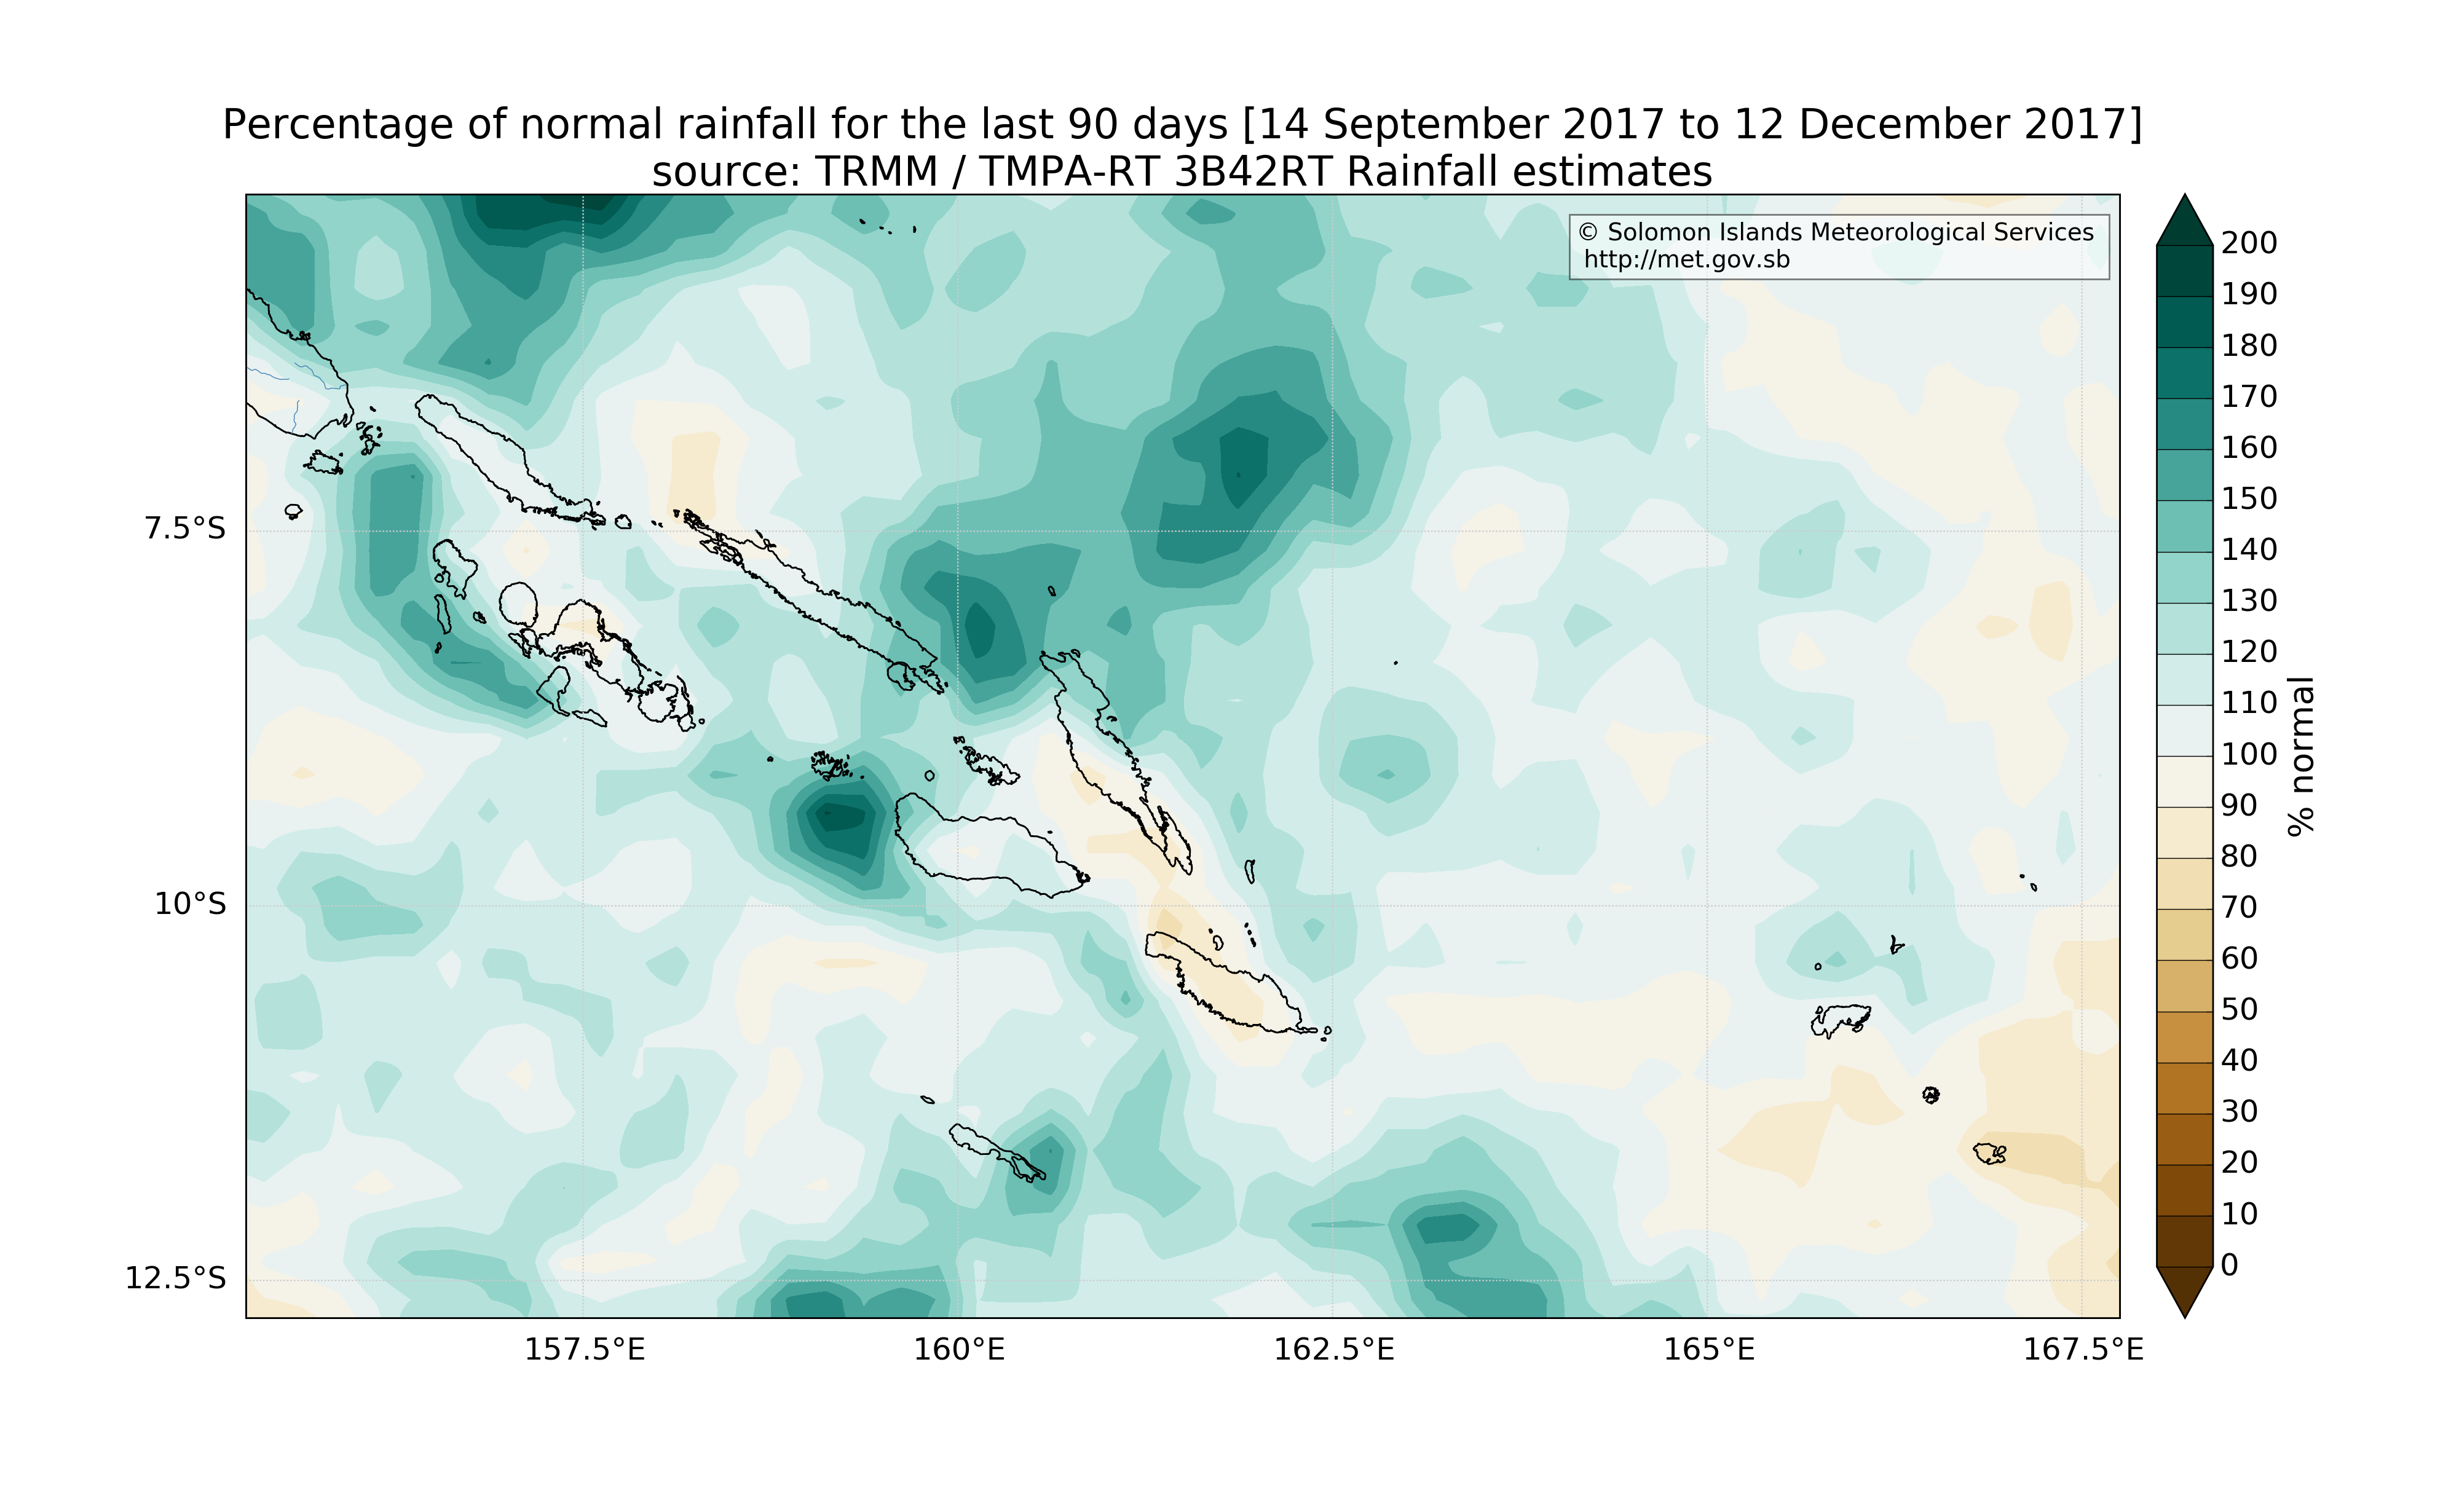 Percentage of normal rainfall for the last 90 days [14 September 2017 to 12 December 2017]
source: TRMM / TMPA-RT 3B42RT Rainfall estimates
© Solomon Islands Meteorological Services
http://met.gov.sb
7.5°S
10°S
12.5°S
157.5°E
160°E
162.5°E
165°E
167.5°E
200
190
180
170
160
150
140
130
120
110
100
90
80
70
60
50
40
30
20
10
0
% normal